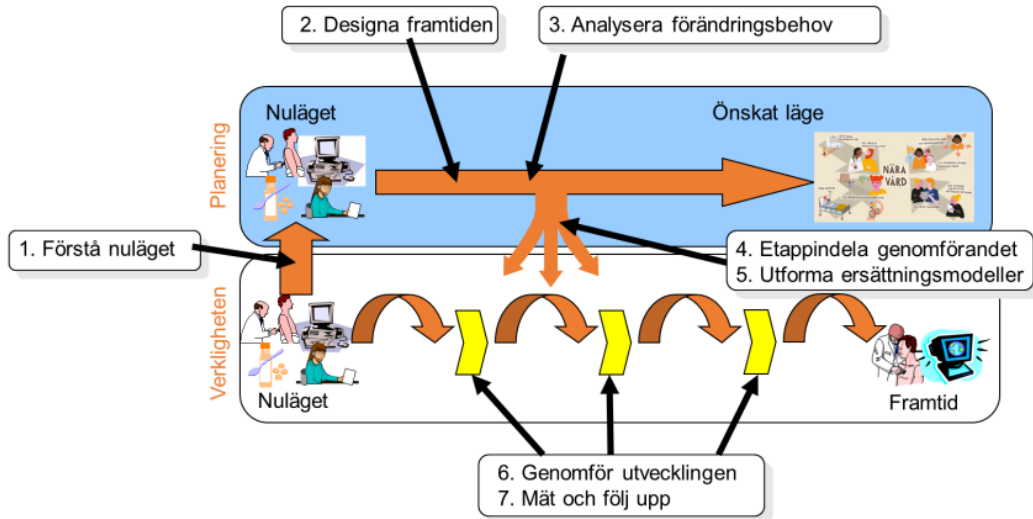 2. Designa framtiden
3. Analysera förändringsbehov
Planering
Nuläget
Önskat läge
NÄRA
VÅRD
1. Förstå nuläget
4. Etappindela genomförandet
5. Utforma ersättningsmodeller
Verkligheten
Nuläget
Framtid
6. Genomför utvecklingen
7. Mät och följ upp